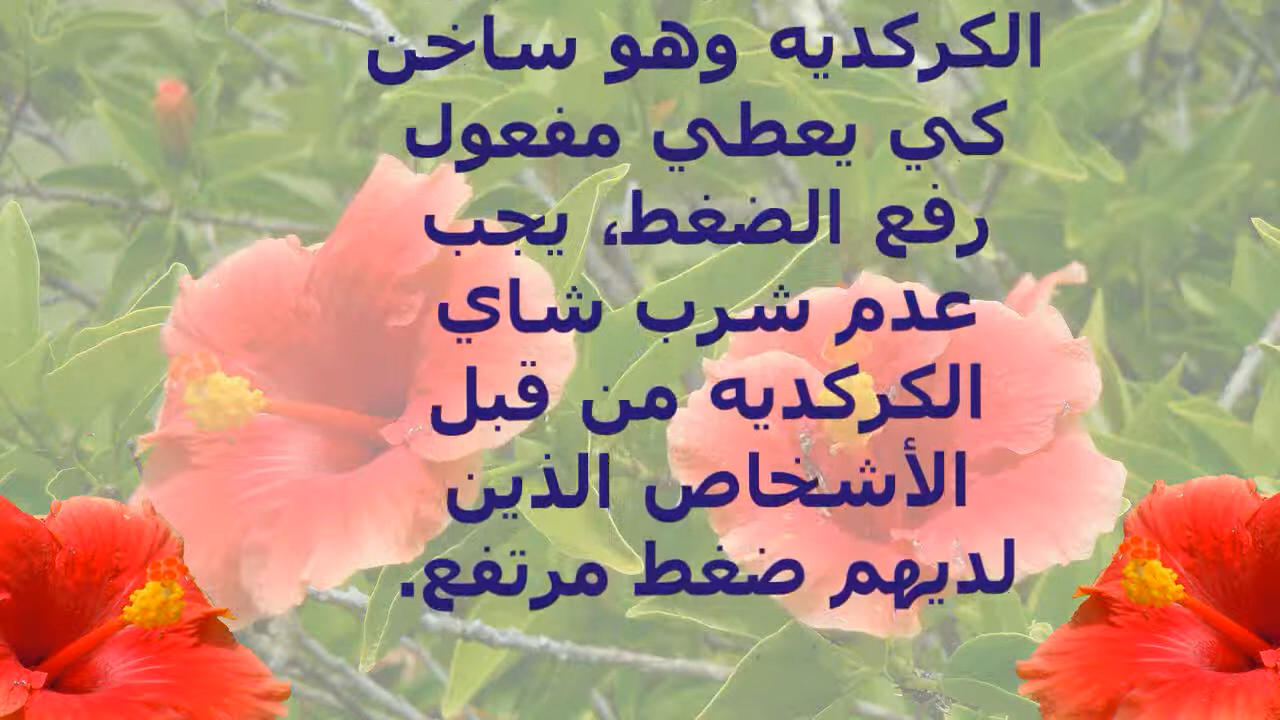 الكركديه وهو ساخن
كي يعطي مفعول
رفع الضغط، يجب
عدم شرب شاي
الكركديه من قبل
الأشخاص الذين
لديهم ضغط مرتفع.